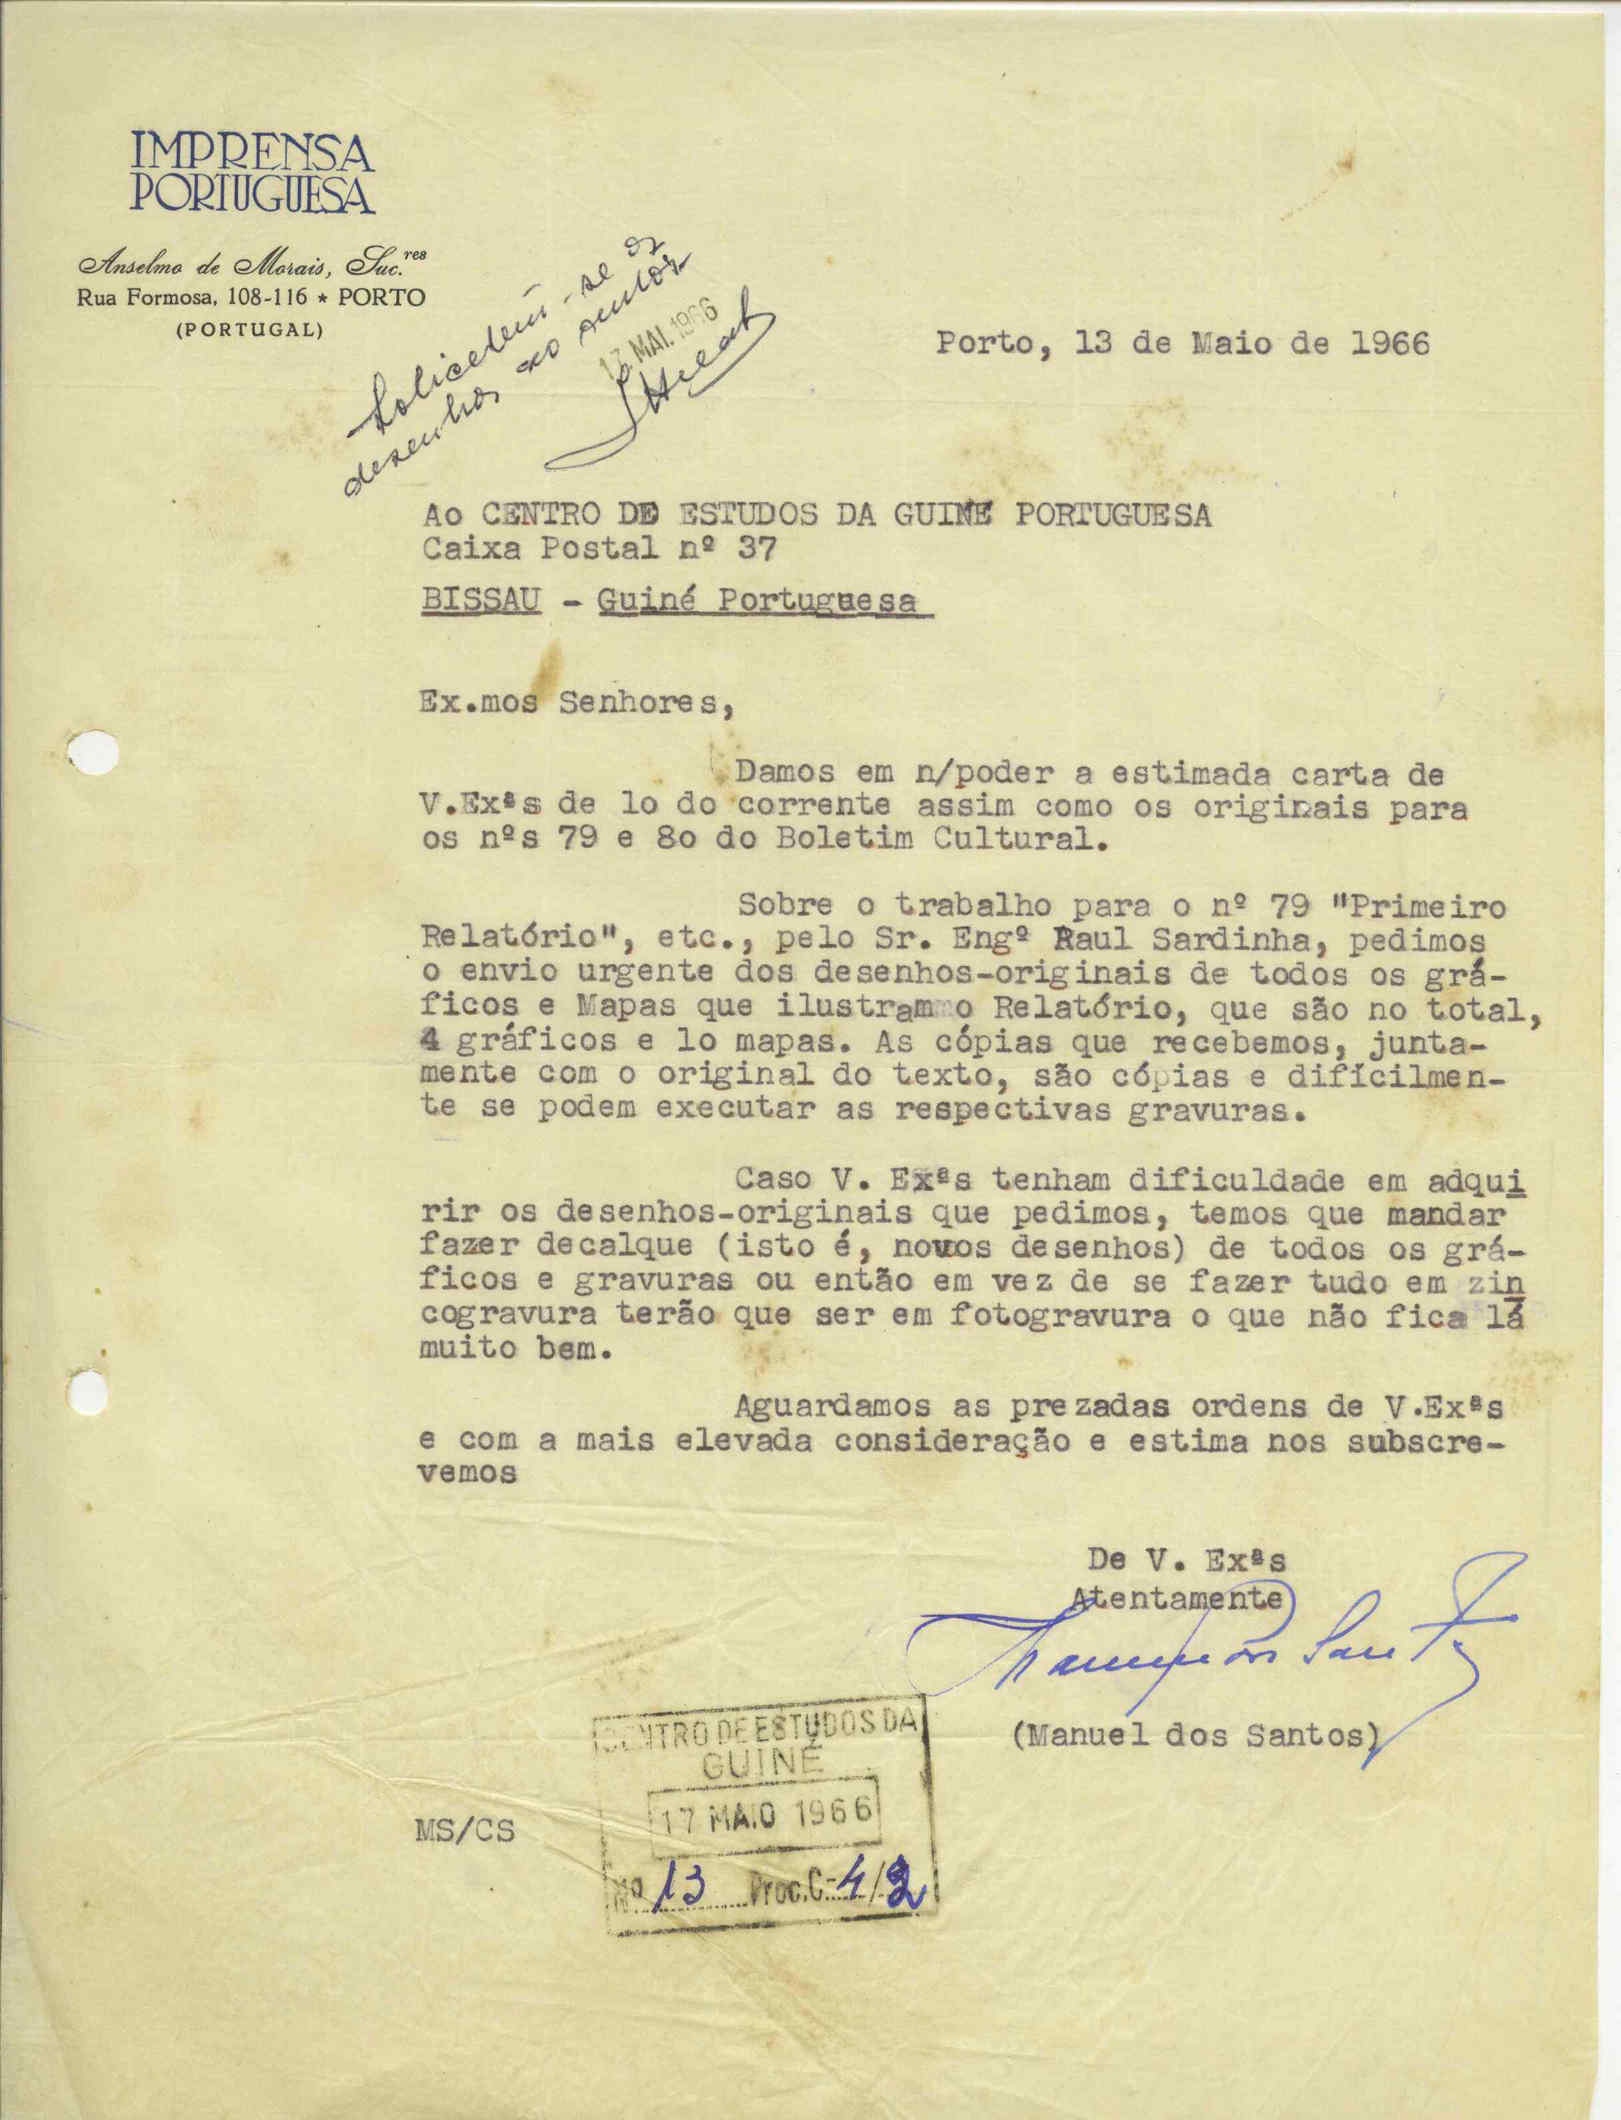 IMPRENSA
PORTUGUESA
Anselmo de Morais, Suc.res
Rua Formosa, 108-116 * PORTO
(PORTUGAL)
Solicitem-se os
desenhos ao autor
17 MAI. 1966
Porto, 13 de Maio de 1966
Ao CENTRO DE ESTUDOS DA GUINÉ PORTUGUESA
Caixa Postal nº 37
BISSAU - Guiné Portuguesa
Ex.mos Senhores,
Damos em n/poder a estimada carta de
V.Exªs de lo do corrente assim como os originais para
os nºs 79 e 8o do Boletim Cultural.
Sobre o trabalho para o nº 79 "Primeiro
Relatório", etc., pelo Sr. Engº Raul Sardinha, pedimos
o envio urgente dos desenhos-originais de todos os grá-
ficos e Mapas que ilustram o Relatório, que são no total,
4 gráficos e lo mapas. As cópias que recebemos, junta-
mente com o original do texto, são cópias e difícilmen-
te se podem executar as respectivas gravuras.
Caso V. Exªs tenham dificuldade em adqui
rir os desenhos-originais que pedimos, temos que mandar
fazer decalque (isto é, novos desenhos) de todos os grá-
ficos e gravuras ou então em vez de se fazer tudo em zin
cogravura terão que ser em fotogravura o que não fica lá
muito bem.
Aguardamos as prezadas ordens de V.Exªs
e com a mais elevada consideração e estima nos subscre-
vemos
De V. Exªs
Atentamente
Manuel dos Santos
(Manuel dos Santos)
CENTRO DE ESTUDOS DA
GUINÉ
17 MAIO 1966
Nº 13 Proc. C-4/2
MS/CS